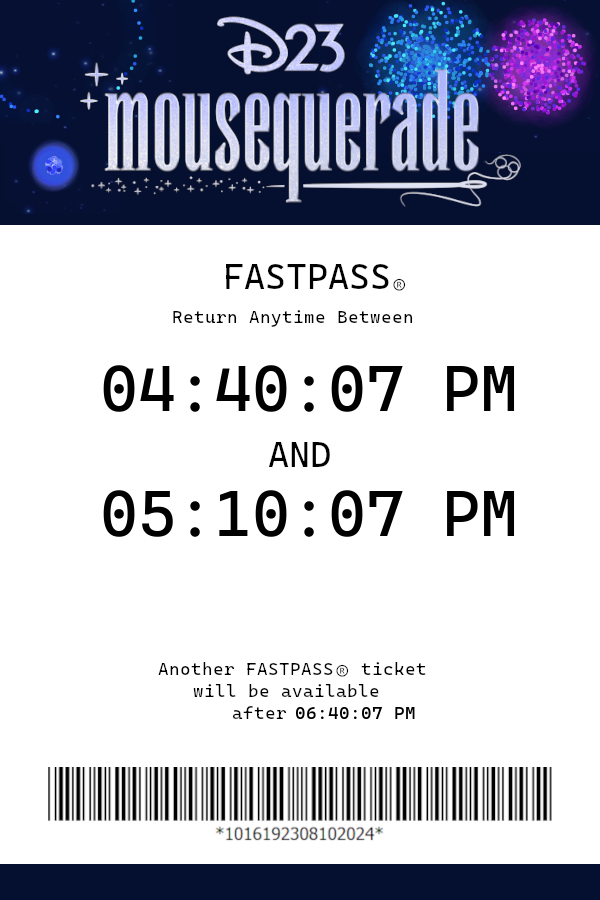 D23
mousequerade
FASTPASS®
Return Anytime Between
04:40:07 PM
AND
05:10:07 PM
Another FASTPASS® ticket
will be available
after 06:40:07 PM
*1016192308102024*